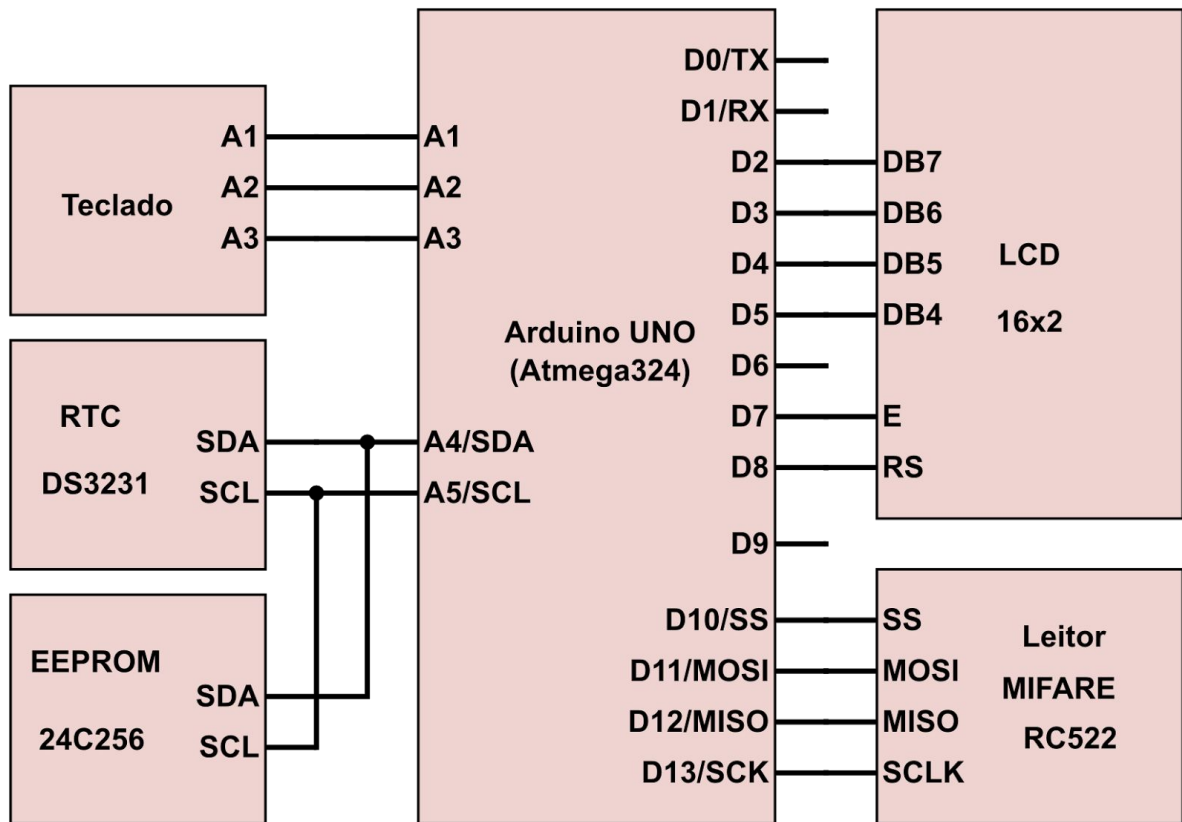 A1
A2
Teclado
A3
RTC
SDA
DS3231
SCL
EEPROM
SDA
24C256
SCL
A1
A2
A3
Arduino UNO
(Atmega324)
A4/SDA
A5/SCL
D0/TX
D1/RX
D2
D3
D4
D5
D6
D7
D8
D9
D10/SS
D11/MOSI
D12/MISO
D13/SCK
DB7
DB6
LCD
DB5
16x2
DB4
E
RS
SS
Leitor
MOSI
MIFARE
MISO
RC522
SCLK